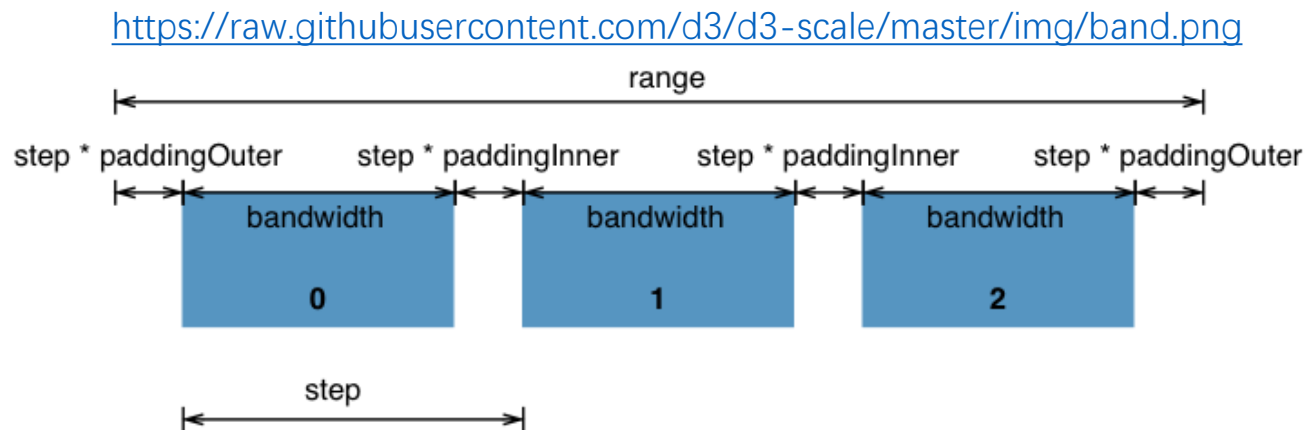 https://raw.githubusercontent.com/d3/d3-scale/master/img/band.png
range
step * paddingOuter step * paddingInner step * paddingInner step * paddingOuter
bandwidth bandwidth bandwidth
0 1 2
step